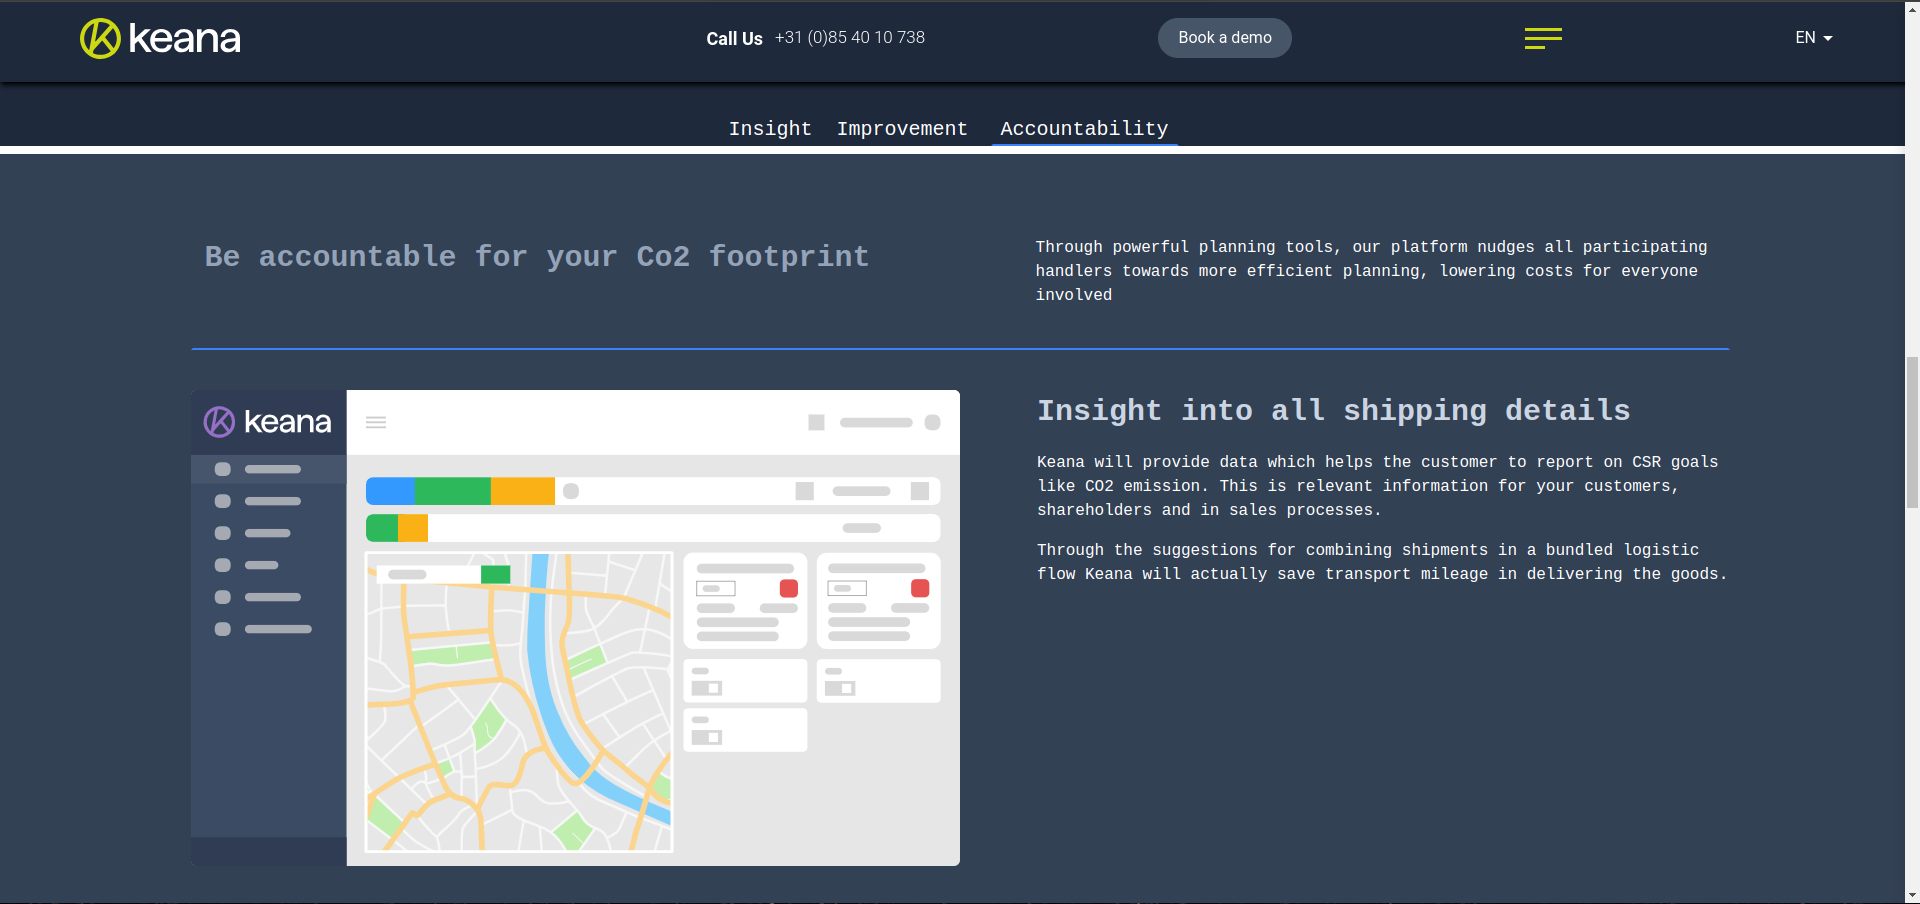 keana
Call Us +31 (0)85 40 10 738
Book a demo
EN
Insight Improvement Accountability
Be accountable for your Co2 footprint
Through powerful planning tools, our platform nudges all participating
handlers towards more efficient planning, lowering costs for everyone
involved
keana
Insight into all shipping details
Keana will provide data which helps the customer to report on CSR goals
like CO2 emission. This is relevant information for your customers,
shareholders and in sales processes.
Through the suggestions for combining shipments in a bundled logistic
flow Keana will actually save transport mileage in delivering the goods.